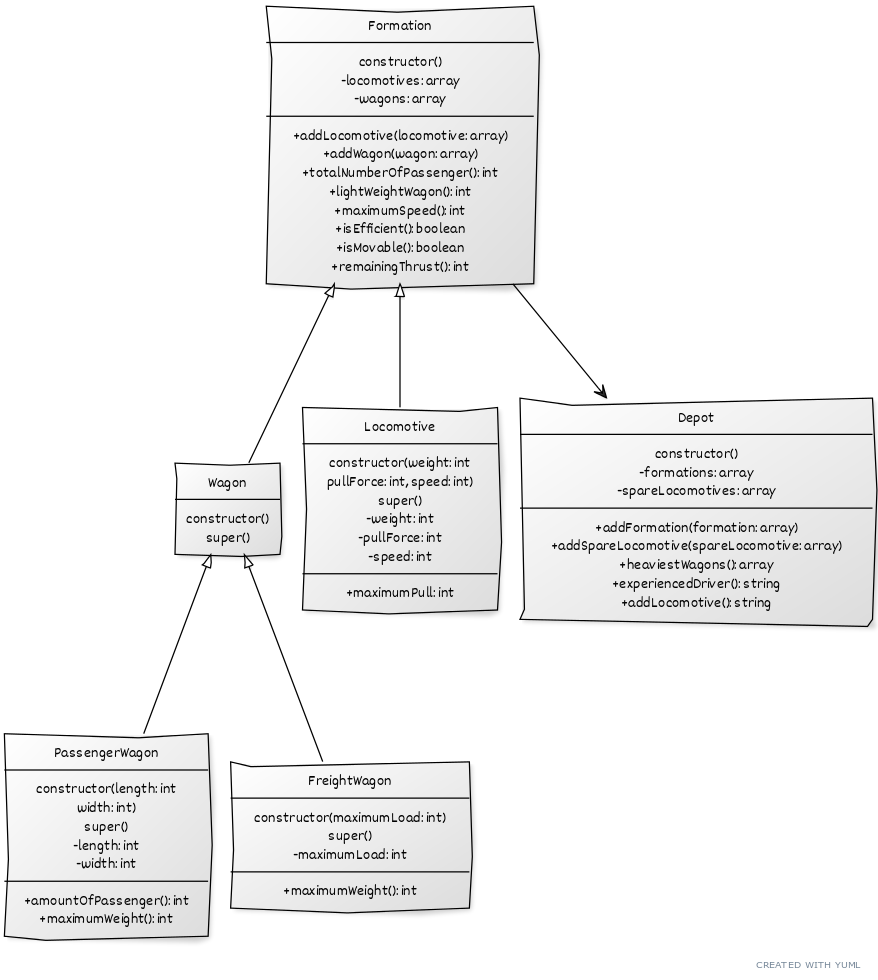 Formation
constructor()
-locomotives: array
-wagons: array
+addLocomotive(locomotive: array)
+addWagon(wagon: array)
+totalNumberOfPassenger(): int
+lightWeightWagon(): int
+maximumSpeed(): int
+isEfficient(): boolean
+isMovable(): boolean
+remainingThrust(): int
Wagon
constructor()
super()
Locomotive
constructor(weight: int
pullForce: int, speed: int)
super()
-weight: int
-pullForce: int
-speed: int
+maximumPull: int
Depot
constructor()
-formations: array
-spareLocomotives: array
+addFormation(formation: array)
+addSpareLocomotive(spareLocomotive: array)
+heaviestWagons(): array
+experiencedDriver(): string
+addLocomotive(): string
PassengerWagon
constructor(length: int
width: int)
super()
-length: int
-width: int
+amountOfPassenger(): int
+maximumWeight(): int
FreightWagon
constructor(maximumLoad: int)
super()
-maximumLoad: int
+maximumWeight(): int
CREATED WITH YUML